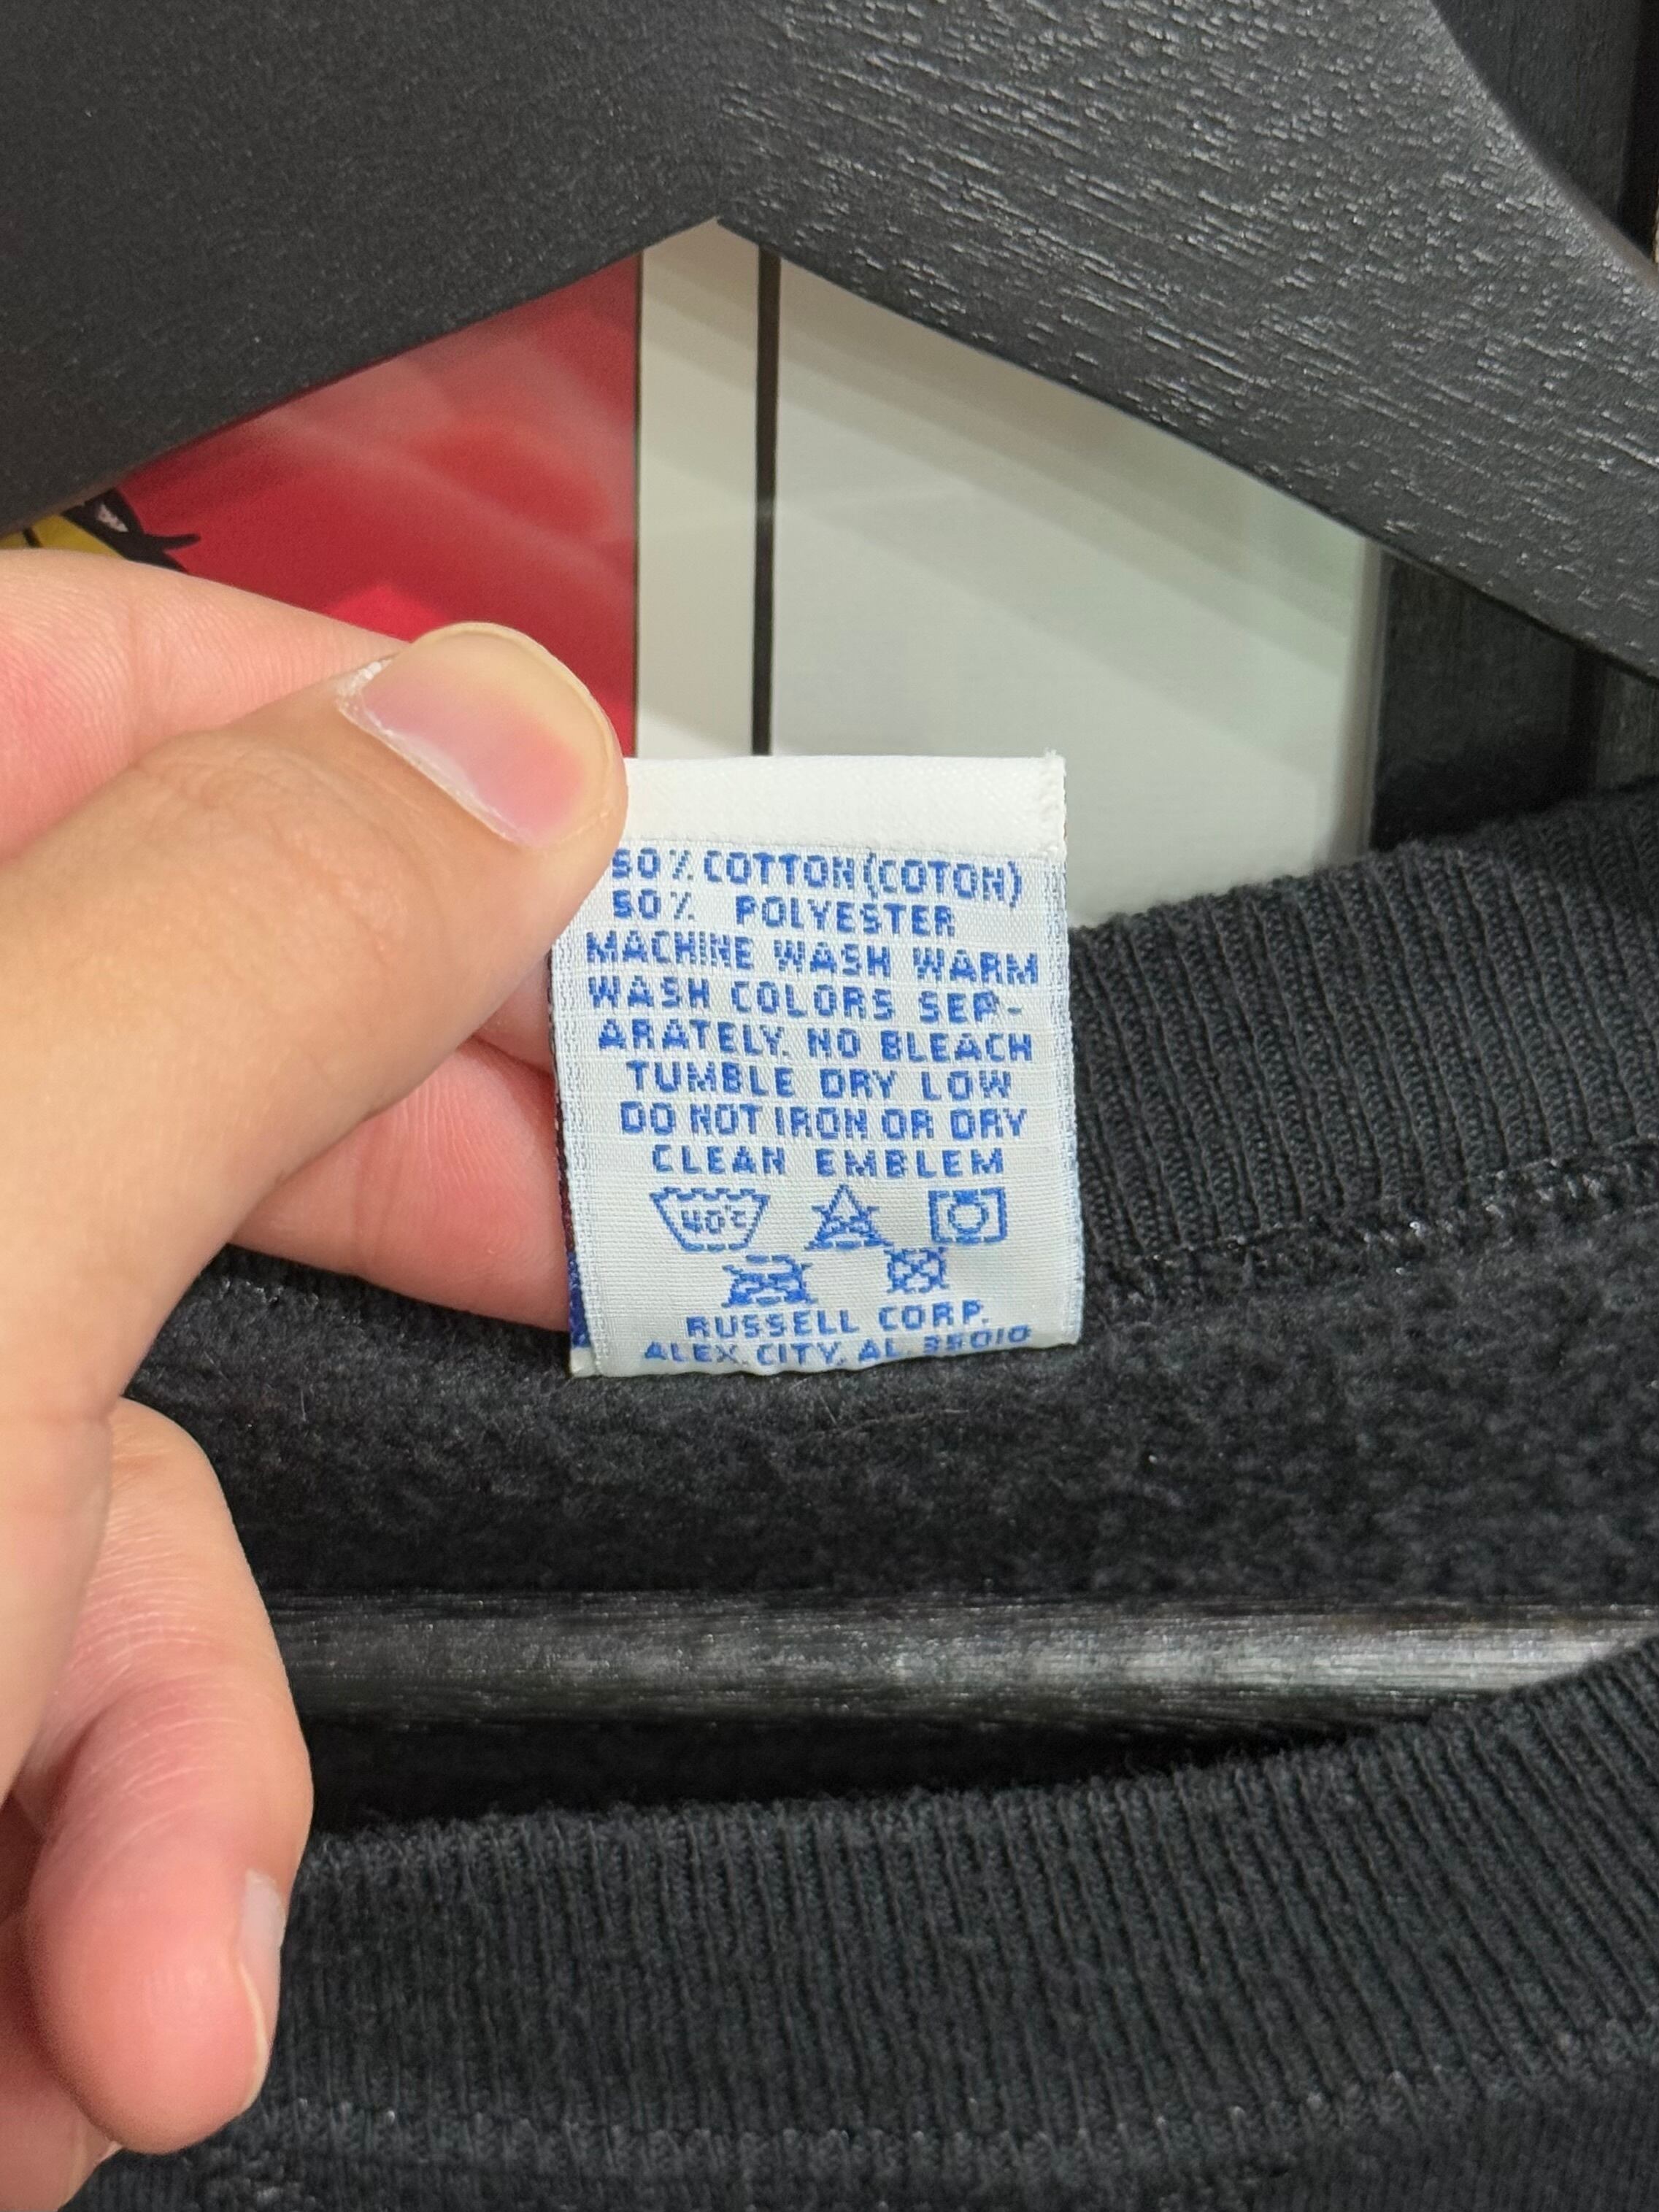 50% COTTON (COTON)
50% POLYESTER
MACHINE WASH WARM
WASH COLORS SEP-
ARATELY. NO BLEACH
TUMBLE DRY LOW
DO NOT IRON OR DRY
CLEAN EMBLEM
40°C
RUSSELL CORP.
ALEX. CITY, AL 35010